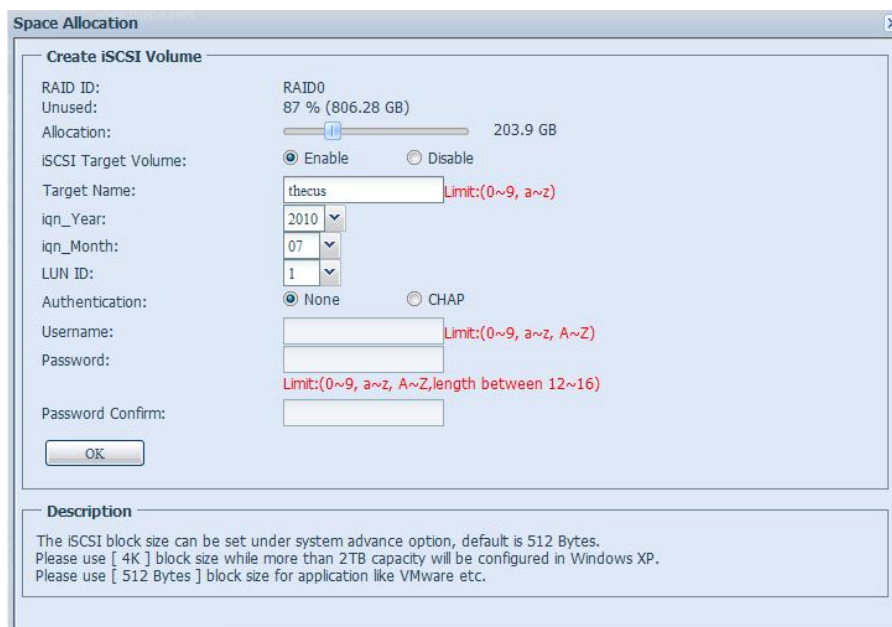 Space Allocation
Create iSCSI Volume
RAID ID: RAID0
Unused: 87 % (806.28 GB)
Allocation: 203.9 GB
iSCSI Target Volume: Enable Disable
Target Name: thecus Limit:(0~9, a~z)
iqn_Year: 2010
iqn_Month: 07
LUN ID: 1
Authentication: None CHAP
Username: Limit:(0~9, a~z, A~Z)
Password:
Limit:(0~9, a~z, A~Z,length between 12~16)
Password Confirm:
OK
Description
The iSCSI block size can be set under system advance option, default is 512 Bytes.
Please use [ 4K ] block size while more than 2TB capacity will be configured in Windows XP.
Please use [ 512 Bytes ] block size for application like VMware etc.